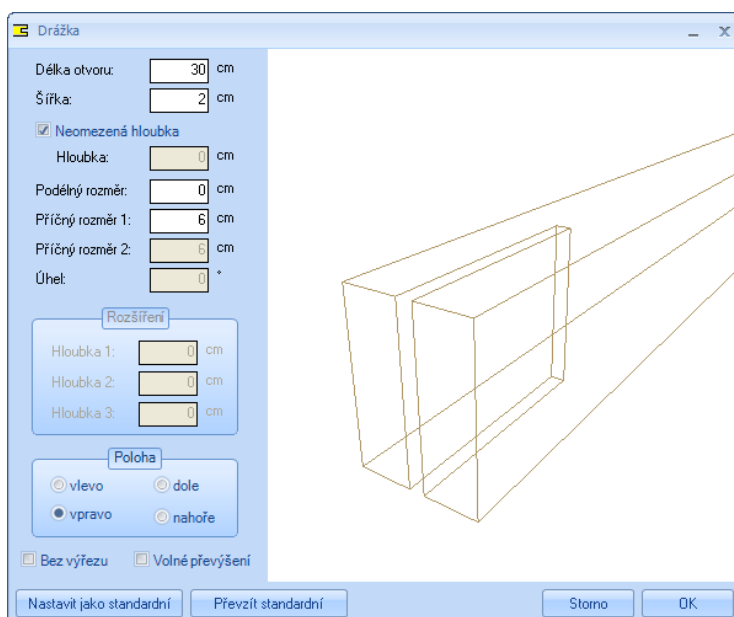 Drážka
Délka otvoru: 30 cm
Šířka: 2 cm
Neomezená hloubka
Hloubka: 0 cm
Podélný rozměr: 0 cm
Příčný rozměr 1: 6 cm
Příčný rozměr 2: 6 cm
Úhel: 0 °
Rozšíření
Hloubka 1: 0 cm
Hloubka 2: 0 cm
Hloubka 3: 0 cm
Poloha
vlevo dole
vpravo nahoře
Bez výřezu Volné převýšení
Nastavit jako standardní Převzít standardní Storno OK